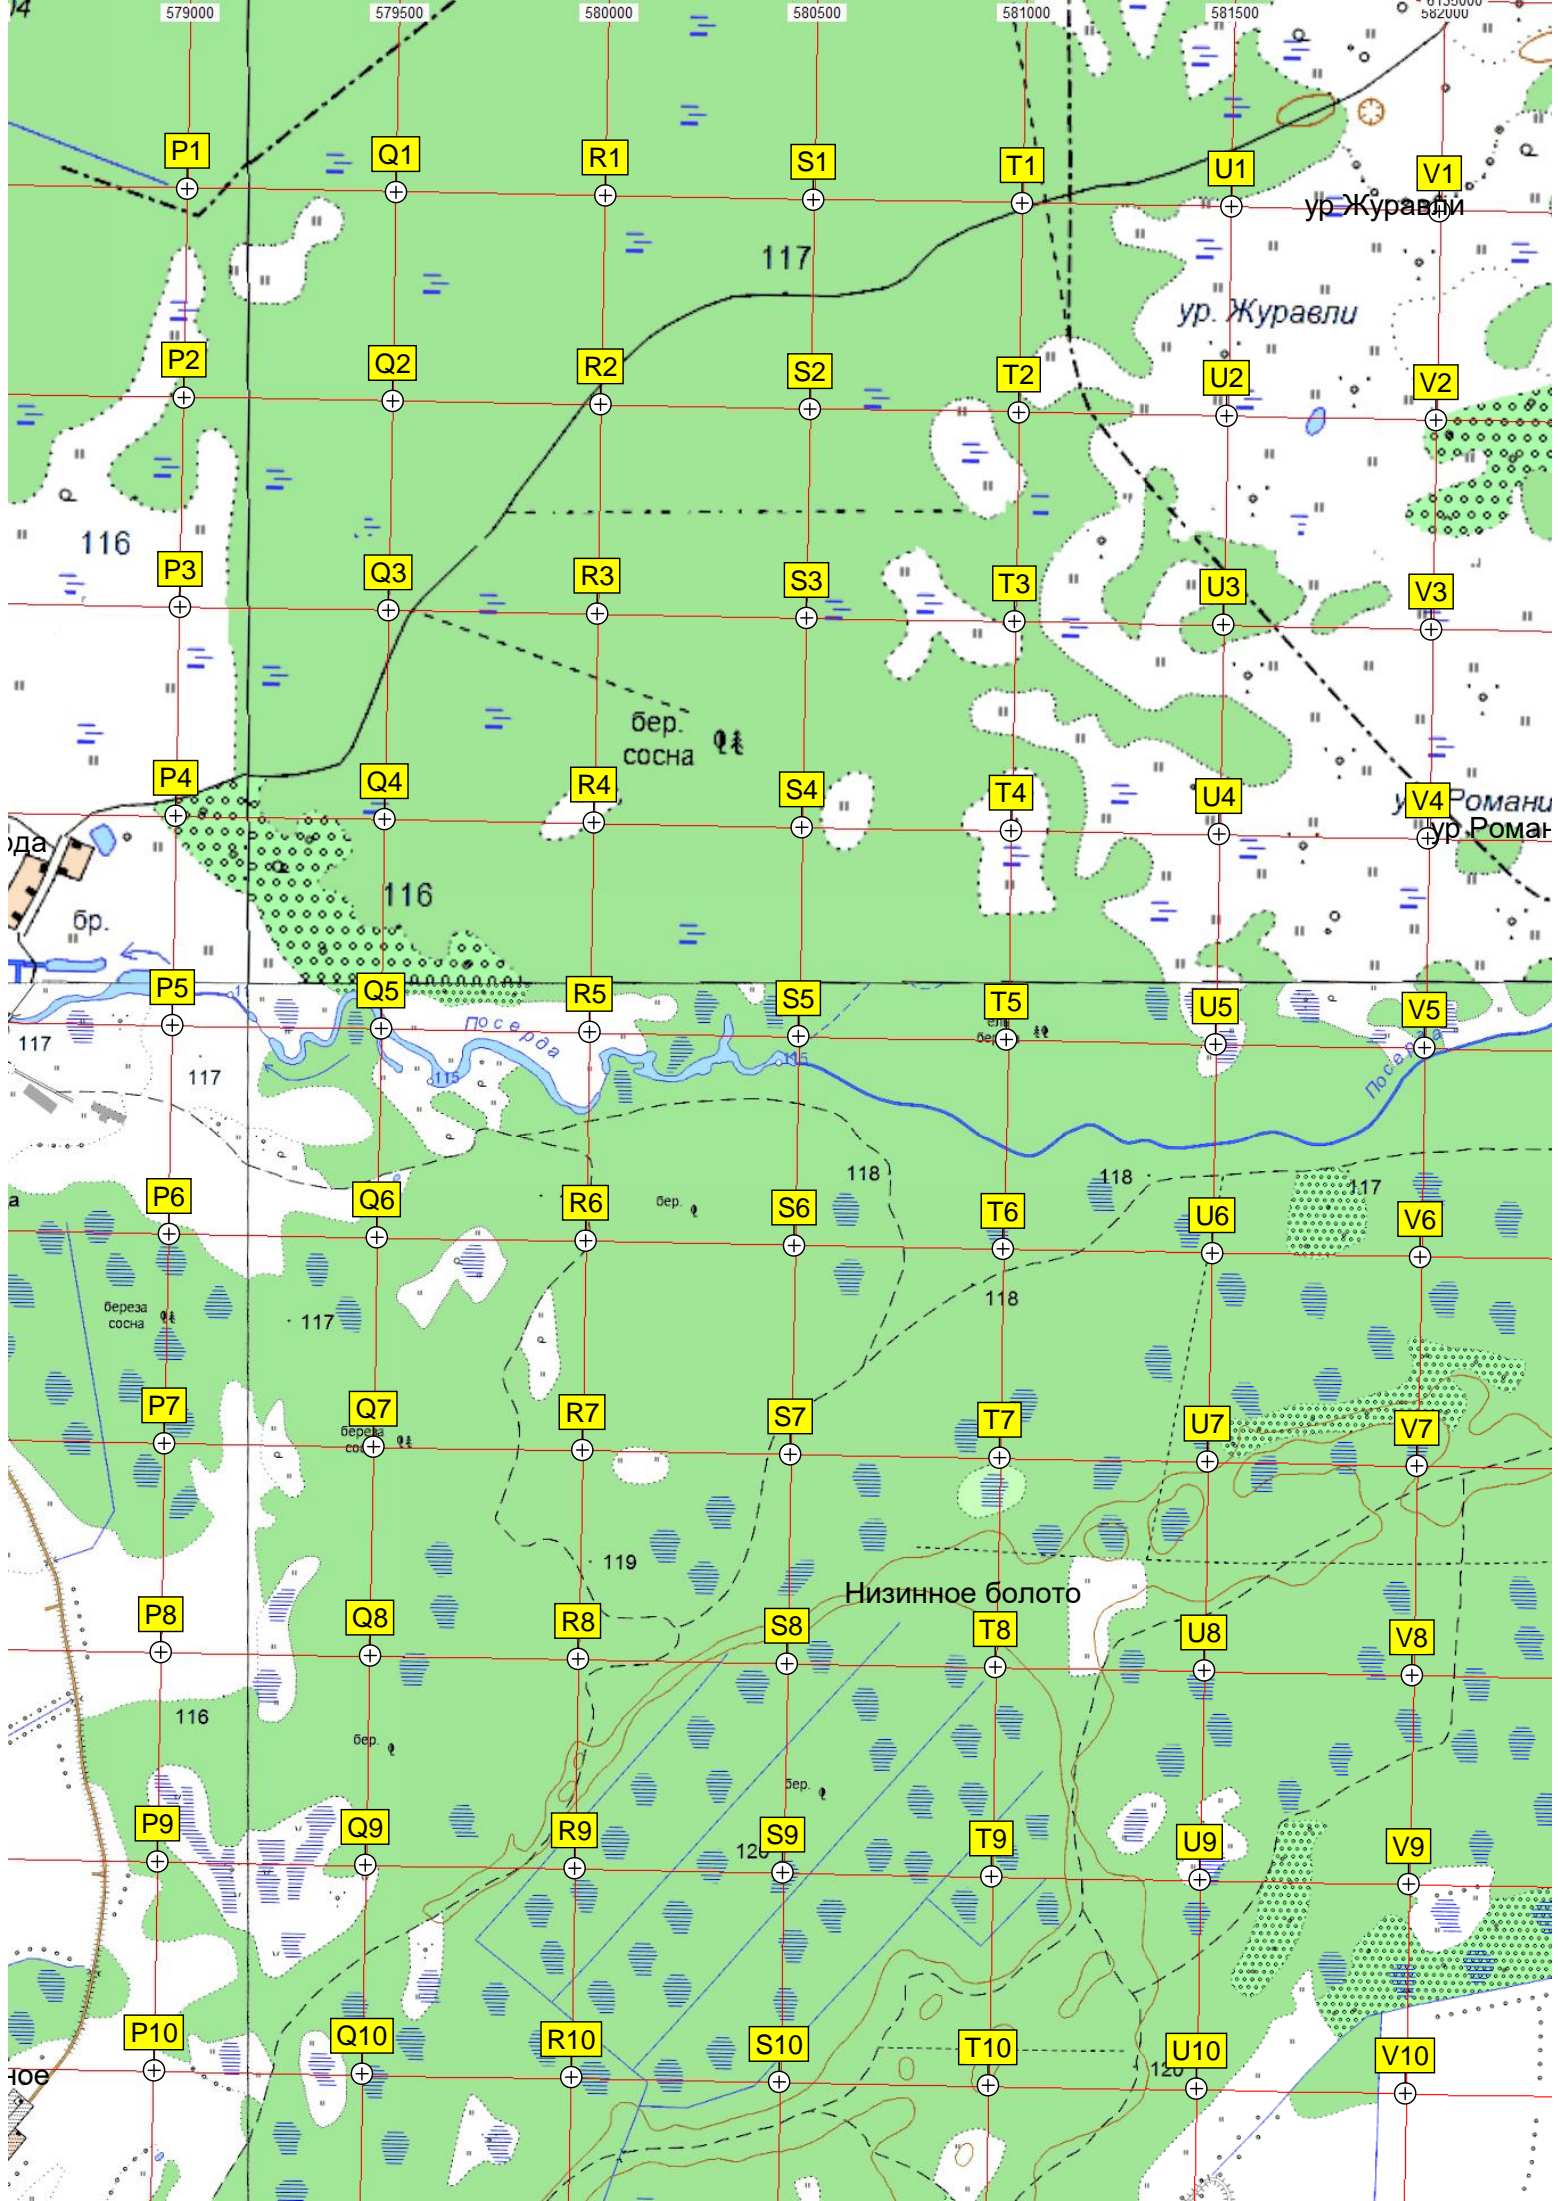 579000 579500 580000 580500 581000 581500 582000
P1 Q1 R1 S1 T1 U1 V1
ур Журавли
117
ур. Журавли
P2 Q2 R2 S2 T2 U2 V2
116
P3 Q3 R3 S3 T3 U3 V3
бер.
сосна
P4 Q4 R4 S4 T4 U4 V4
ур Роман
116
бр.
P5 Q5 R5 S5 T5 U5 V5
Посерда
117
117
115
115
118
118
117
P6 Q6 R6 S6 T6 U6 V6
бер.
118
береза
сосна
117
P7 Q7 R7 S7 T7 U7 V7
береза
119
Низинное болото
P8 Q8 R8 S8 T8 U8 V8
116
бер.
бер.
P9 Q9 R9 S9 T9 U9 V9
120
P10 Q10 R10 S10 T10 U10 V10
120